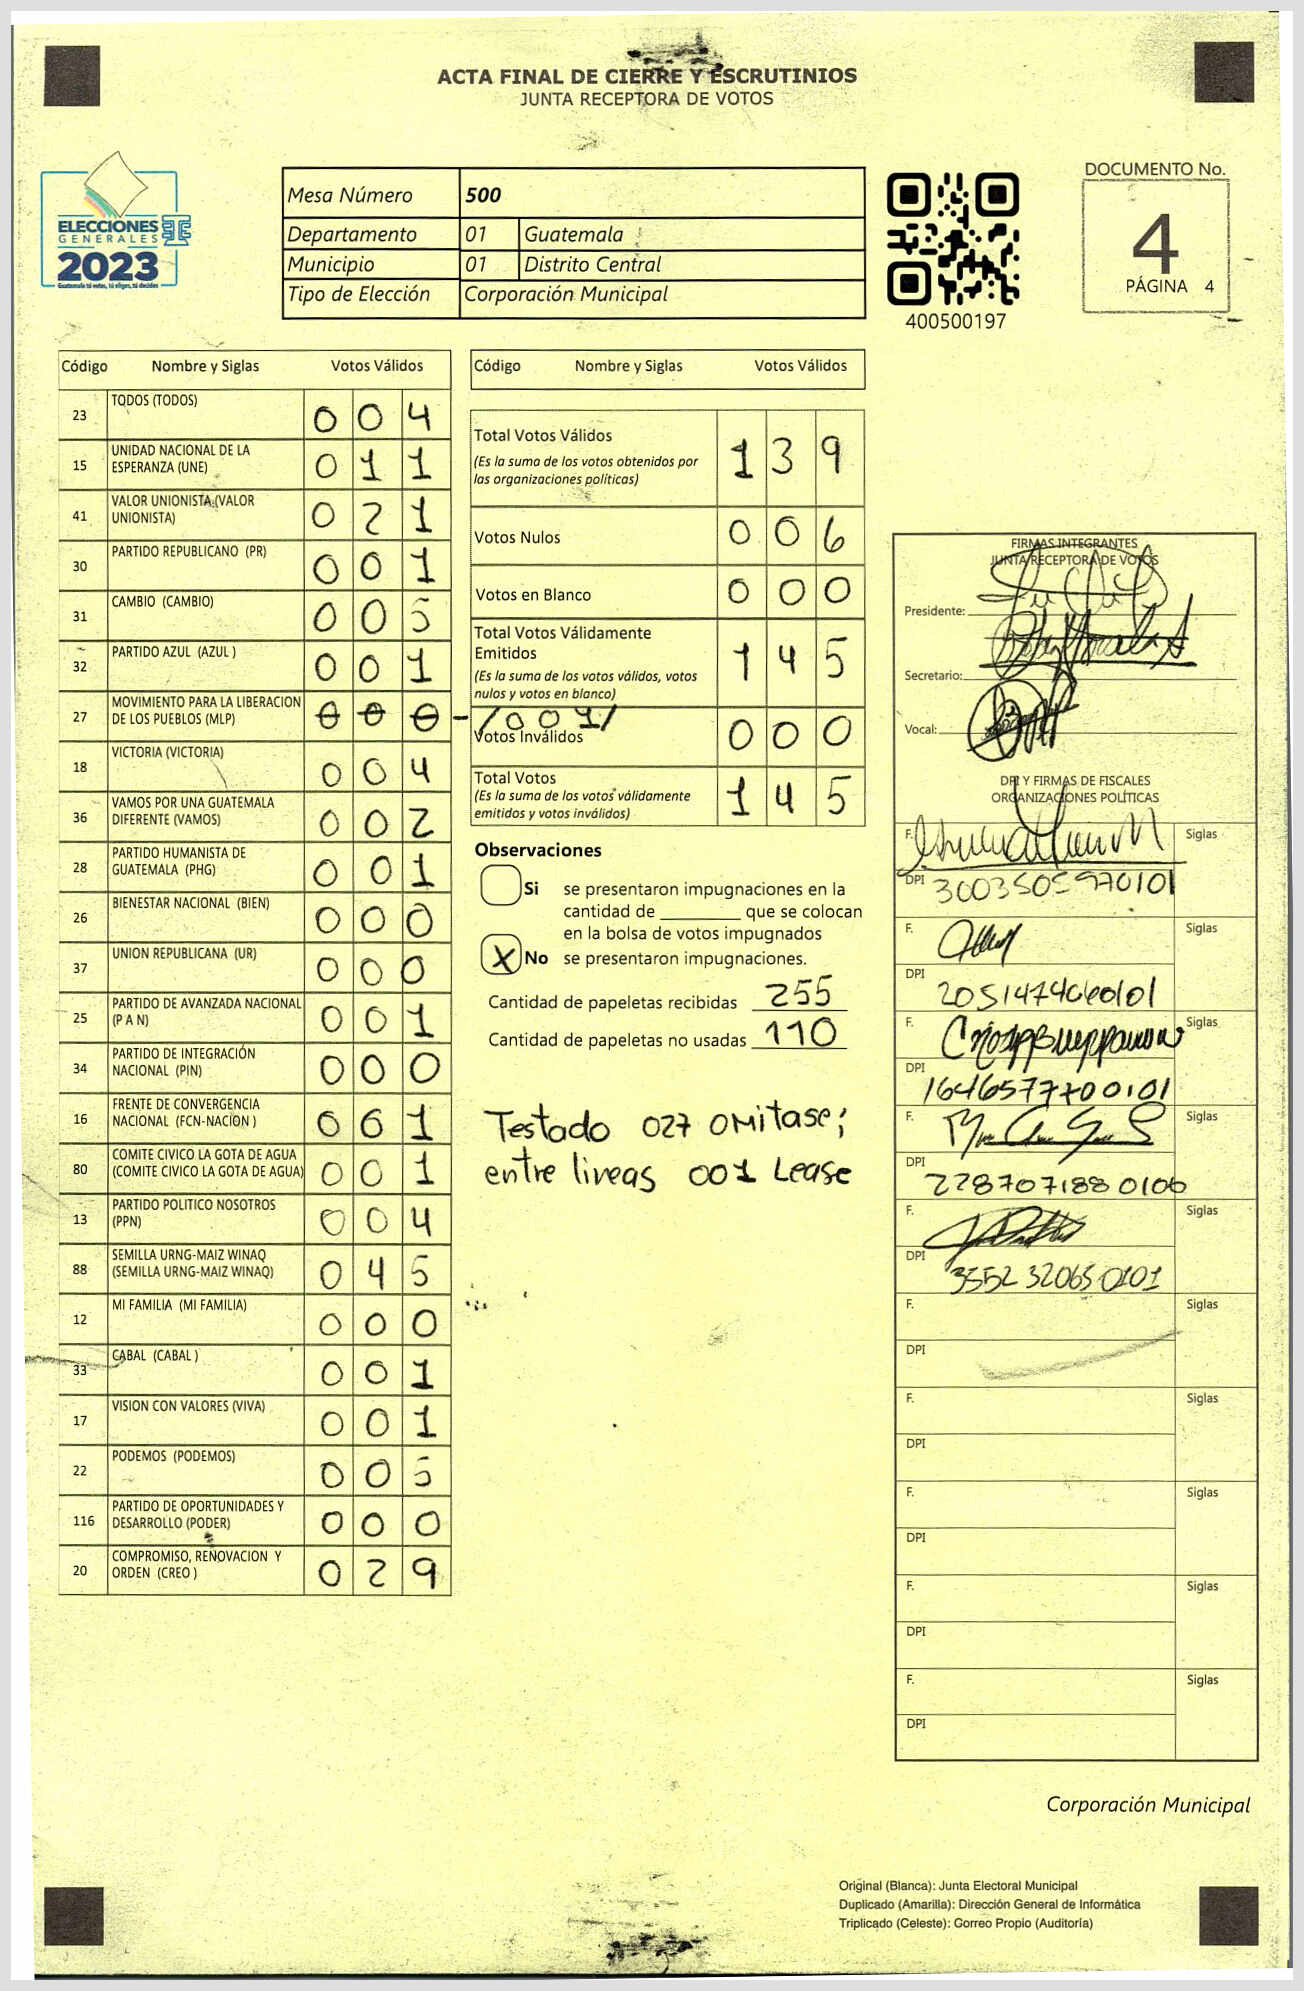 ACTA FINAL DE CIERRE Y ESCRUTINIOS
JUNTA RECEPTORA DE VOTOS
ELECCIONES
GENERALES
2023
Guatemala tú votas, tú eliges, tú decides
Mesa Número 500
Departamento 01 Guatemala
Municipio 01 Distrito Central
Tipo de Elección Corporación Municipal
400500197
DOCUMENTO No.
4
PÁGINA 4
Código Nombre y Siglas Votos Válidos
23 TODOS (TODOS) 0 0 4
15 UNIDAD NACIONAL DE LA
ESPERANZA (UNE) 0 1 1
41 VALOR UNIONISTA (VALOR
UNIONISTA) 0 2 1
30 PARTIDO REPUBLICANO (PR) 0 0 1
31 CAMBIO (CAMBIO) 0 0 5
32 PARTIDO AZUL (AZUL ) 0 0 1
27 MOVIMIENTO PARA LA LIBERACION
DE LOS PUEBLOS (MLP) 0 0 0 -/001/
18 VICTORIA (VICTORIA) 0 0 4
36 VAMOS POR UNA GUATEMALA
DIFERENTE (VAMOS) 0 0 2
28 PARTIDO HUMANISTA DE
GUATEMALA (PHG) 0 0 1
26 BIENESTAR NACIONAL (BIEN) 0 0 0
37 UNION REPUBLICANA (UR) 0 0 0
25 PARTIDO DE AVANZADA NACIONAL
(P A N) 0 0 1
34 PARTIDO DE INTEGRACIÓN
NACIONAL (PIN) 0 0 0
16 FRENTE DE CONVERGENCIA
NACIONAL (FCN-NACION ) 0 0 1
80 COMITE CIVICO LA GOTA DE AGUA
(COMITE CIVICO LA GOTA DE AGUA) 0 0 1
13 PARTIDO POLITICO NOSOTROS
(PPN) 0 0 4
88 SEMILLA URNG-MAIZ WINAQ
(SEMILLA URNG-MAIZ WINAQ) 0 4 5
12 MI FAMILIA (MI FAMILIA) 0 0 0
33 CABAL (CABAL ) 0 0 1
17 VISION CON VALORES (VIVA) 0 0 1
22 PODEMOS (PODEMOS) 0 0 5
116 PARTIDO DE OPORTUNIDADES Y
DESARROLLO (PODER) 0 0 0
20 COMPROMISO, RENOVACION Y
ORDEN (CREO ) 0 2 9
Código Nombre y Siglas Votos Válidos
Total Votos Válidos 1 3 9
(Es la suma de los votos obtenidos por
las organizaciones políticas)
Votos Nulos 0 0 6
Votos en Blanco 0 0 0
Total Votos Válidamente
Emitidos 1 4 5
(Es la suma de los votos válidos, votos
nulos y votos en blanco)
Votos Inválidos 0 0 0
Total Votos 1 4 5
(Es la suma de los votos válidamente
emitidos y votos inválidos)
Observaciones
Si se presentaron impugnaciones en la
cantidad de ________ que se colocan
en la bolsa de votos impugnados
X No se presentaron impugnaciones.
Cantidad de papeletas recibidas 255
Cantidad de papeletas no usadas 110
Testado 027 OMitase;
entre lineas 001 Lease
FIRMAS INTEGRANTES
JUNTA RECEPTORA DE VOTOS
Presidente:
Secretario:
Vocal:
DPI Y FIRMAS DE FISCALES
ORGANIZACIONES POLÍTICAS
F. Siglas
DPI 3003505970101
F. Siglas
DPI 2051474060101
F. Siglas
DPI 1646577700101
F. Siglas
DPI 2287071880106
F. Siglas
DPI 3552320650101
F. Siglas
DPI
F. Siglas
DPI
F. Siglas
DPI
F. Siglas
DPI
F. Siglas
DPI
Corporación Municipal
Original (Blanca): Junta Electoral Municipal
Duplicado (Amarilla): Dirección General de Informática
Triplicado (Celeste): Correo Propio (Auditoría)